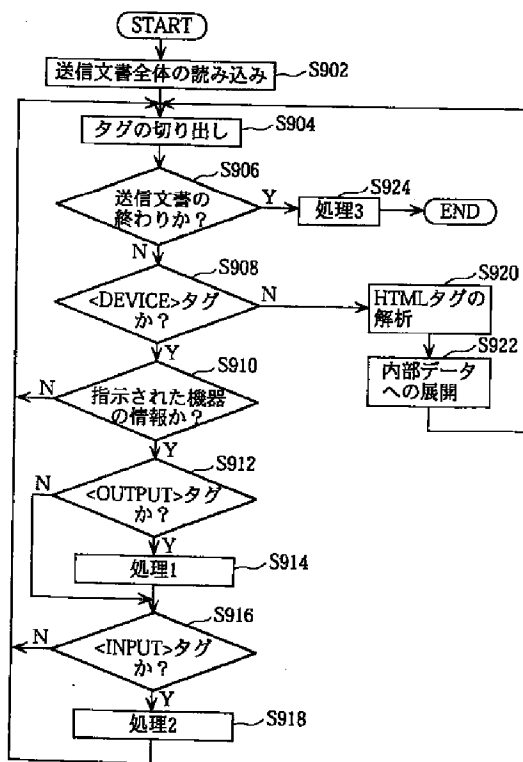 START
送信文書全体の読み込み
S902
タグの切り出し
S904
送信文書の
終わりか？
S906
Y
N
処理3
S924
END
<DEVICE>タグ
か？
S908
N
Y
HTMLタグの
解析
S920
内部データ
への展開
S922
指示された機器
の情報か？
S910
N
Y
<OUTPUT>タグ
か？
S912
N
Y
処理1
S914
<INPUT>タグ
か？
S916
N
Y
処理2
S918